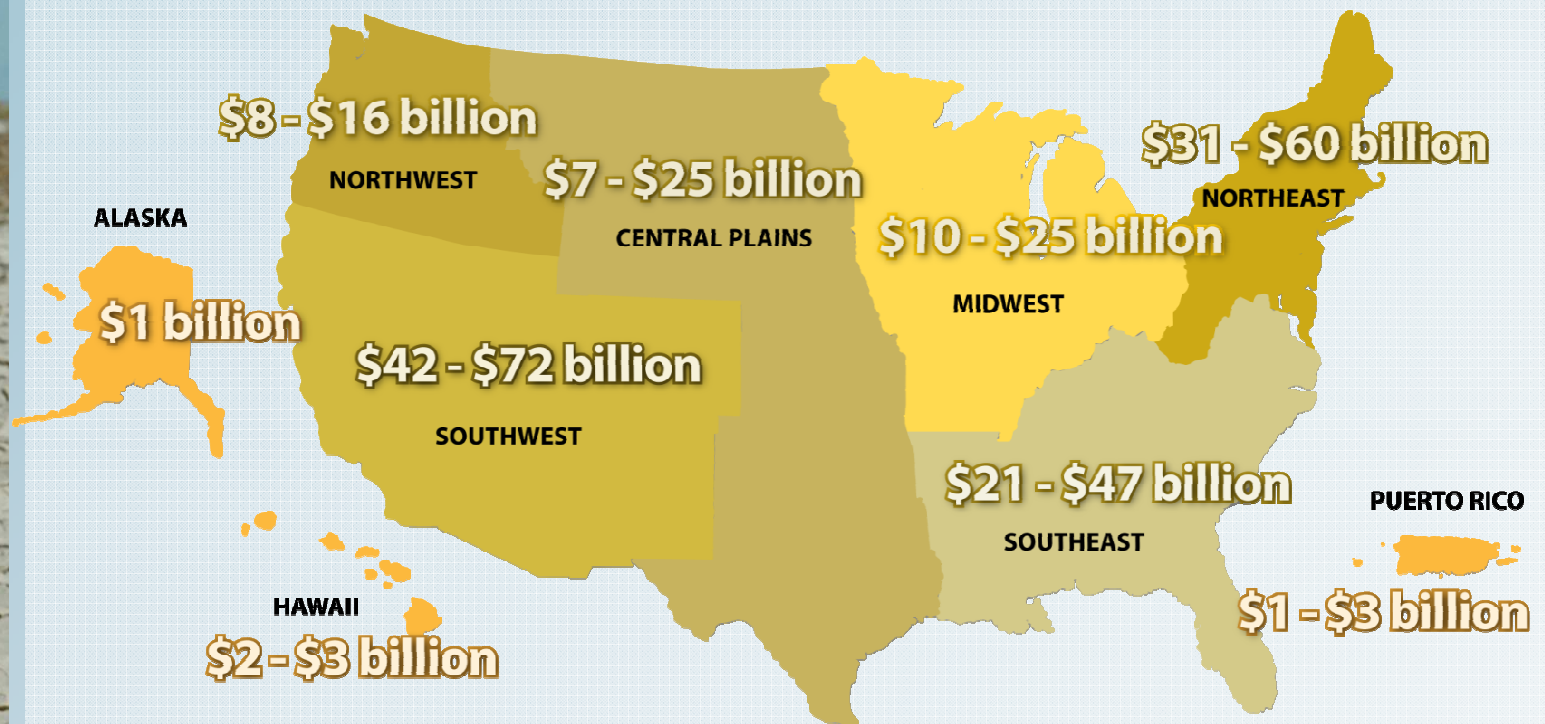 $8 - $16 billion
NORTHWEST
$7 - $25 billion
CENTRAL PLAINS
$31 - $60 billion
NORTHEAST
$10 - $25 billion
MIDWEST
ALASKA
$1 billion
$42 - $72 billion
SOUTHWEST
$21 - $47 billion
SOUTHEAST
PUERTO RICO
$1 - $3 billion
HAWAII
$2 - $3 billion